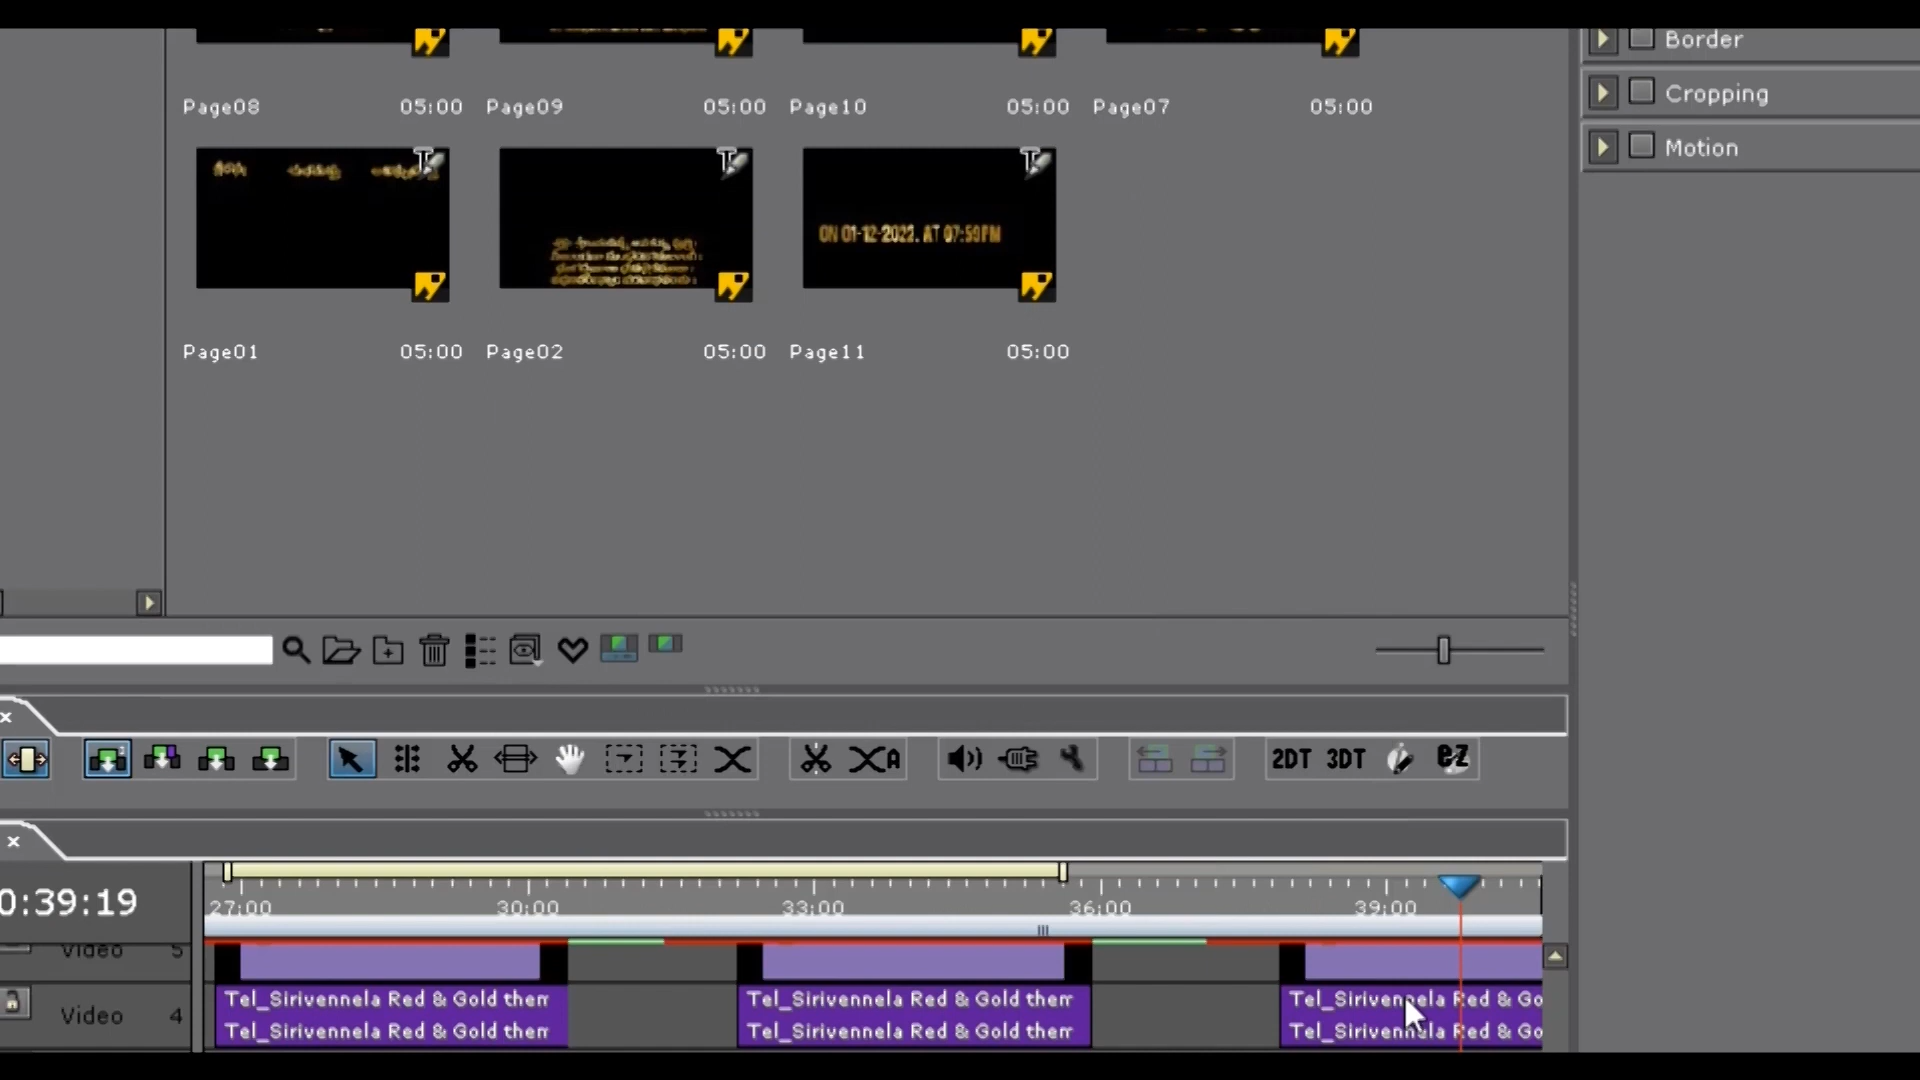 Border
Page08 05:00 Page09 05:00 Page10 05:00 Page07 05:00
Cropping
Motion
ON 01-12-2022. AT 07:59PM
Page01 05:00 Page02 05:00 Page11 05:00
2DT 3DT
0:39:19
27:00 30:00 33:00 36:00 39:00
Video 5
Video 4
Tel_Sirivennela Red & Gold them Tel_Sirivennela Red & Gold them Tel_Sirivennela Red & Go
Tel_Sirivennela Red & Gold them Tel_Sirivennela Red & Gold them Tel_Sirivennela Red & Go